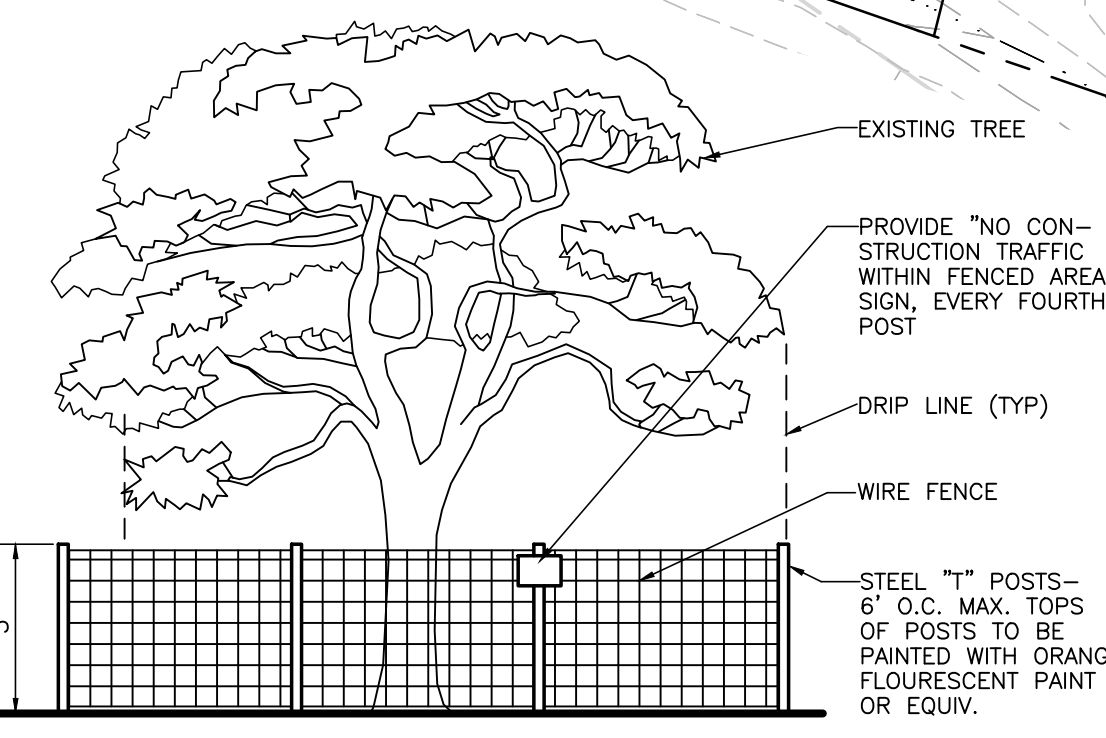 EXISTING TREE
PROVIDE "NO CON-
STRUCTION TRAFFIC
WITHIN FENCED AREA
SIGN, EVERY FOURTH
POST
DRIP LINE (TYP)
WIRE FENCE
STEEL "T" POSTS-
6' O.C. MAX. TOPS
OF POSTS TO BE
PAINTED WITH ORANG
FLOURESCENT PAINT
OR EQUIV.